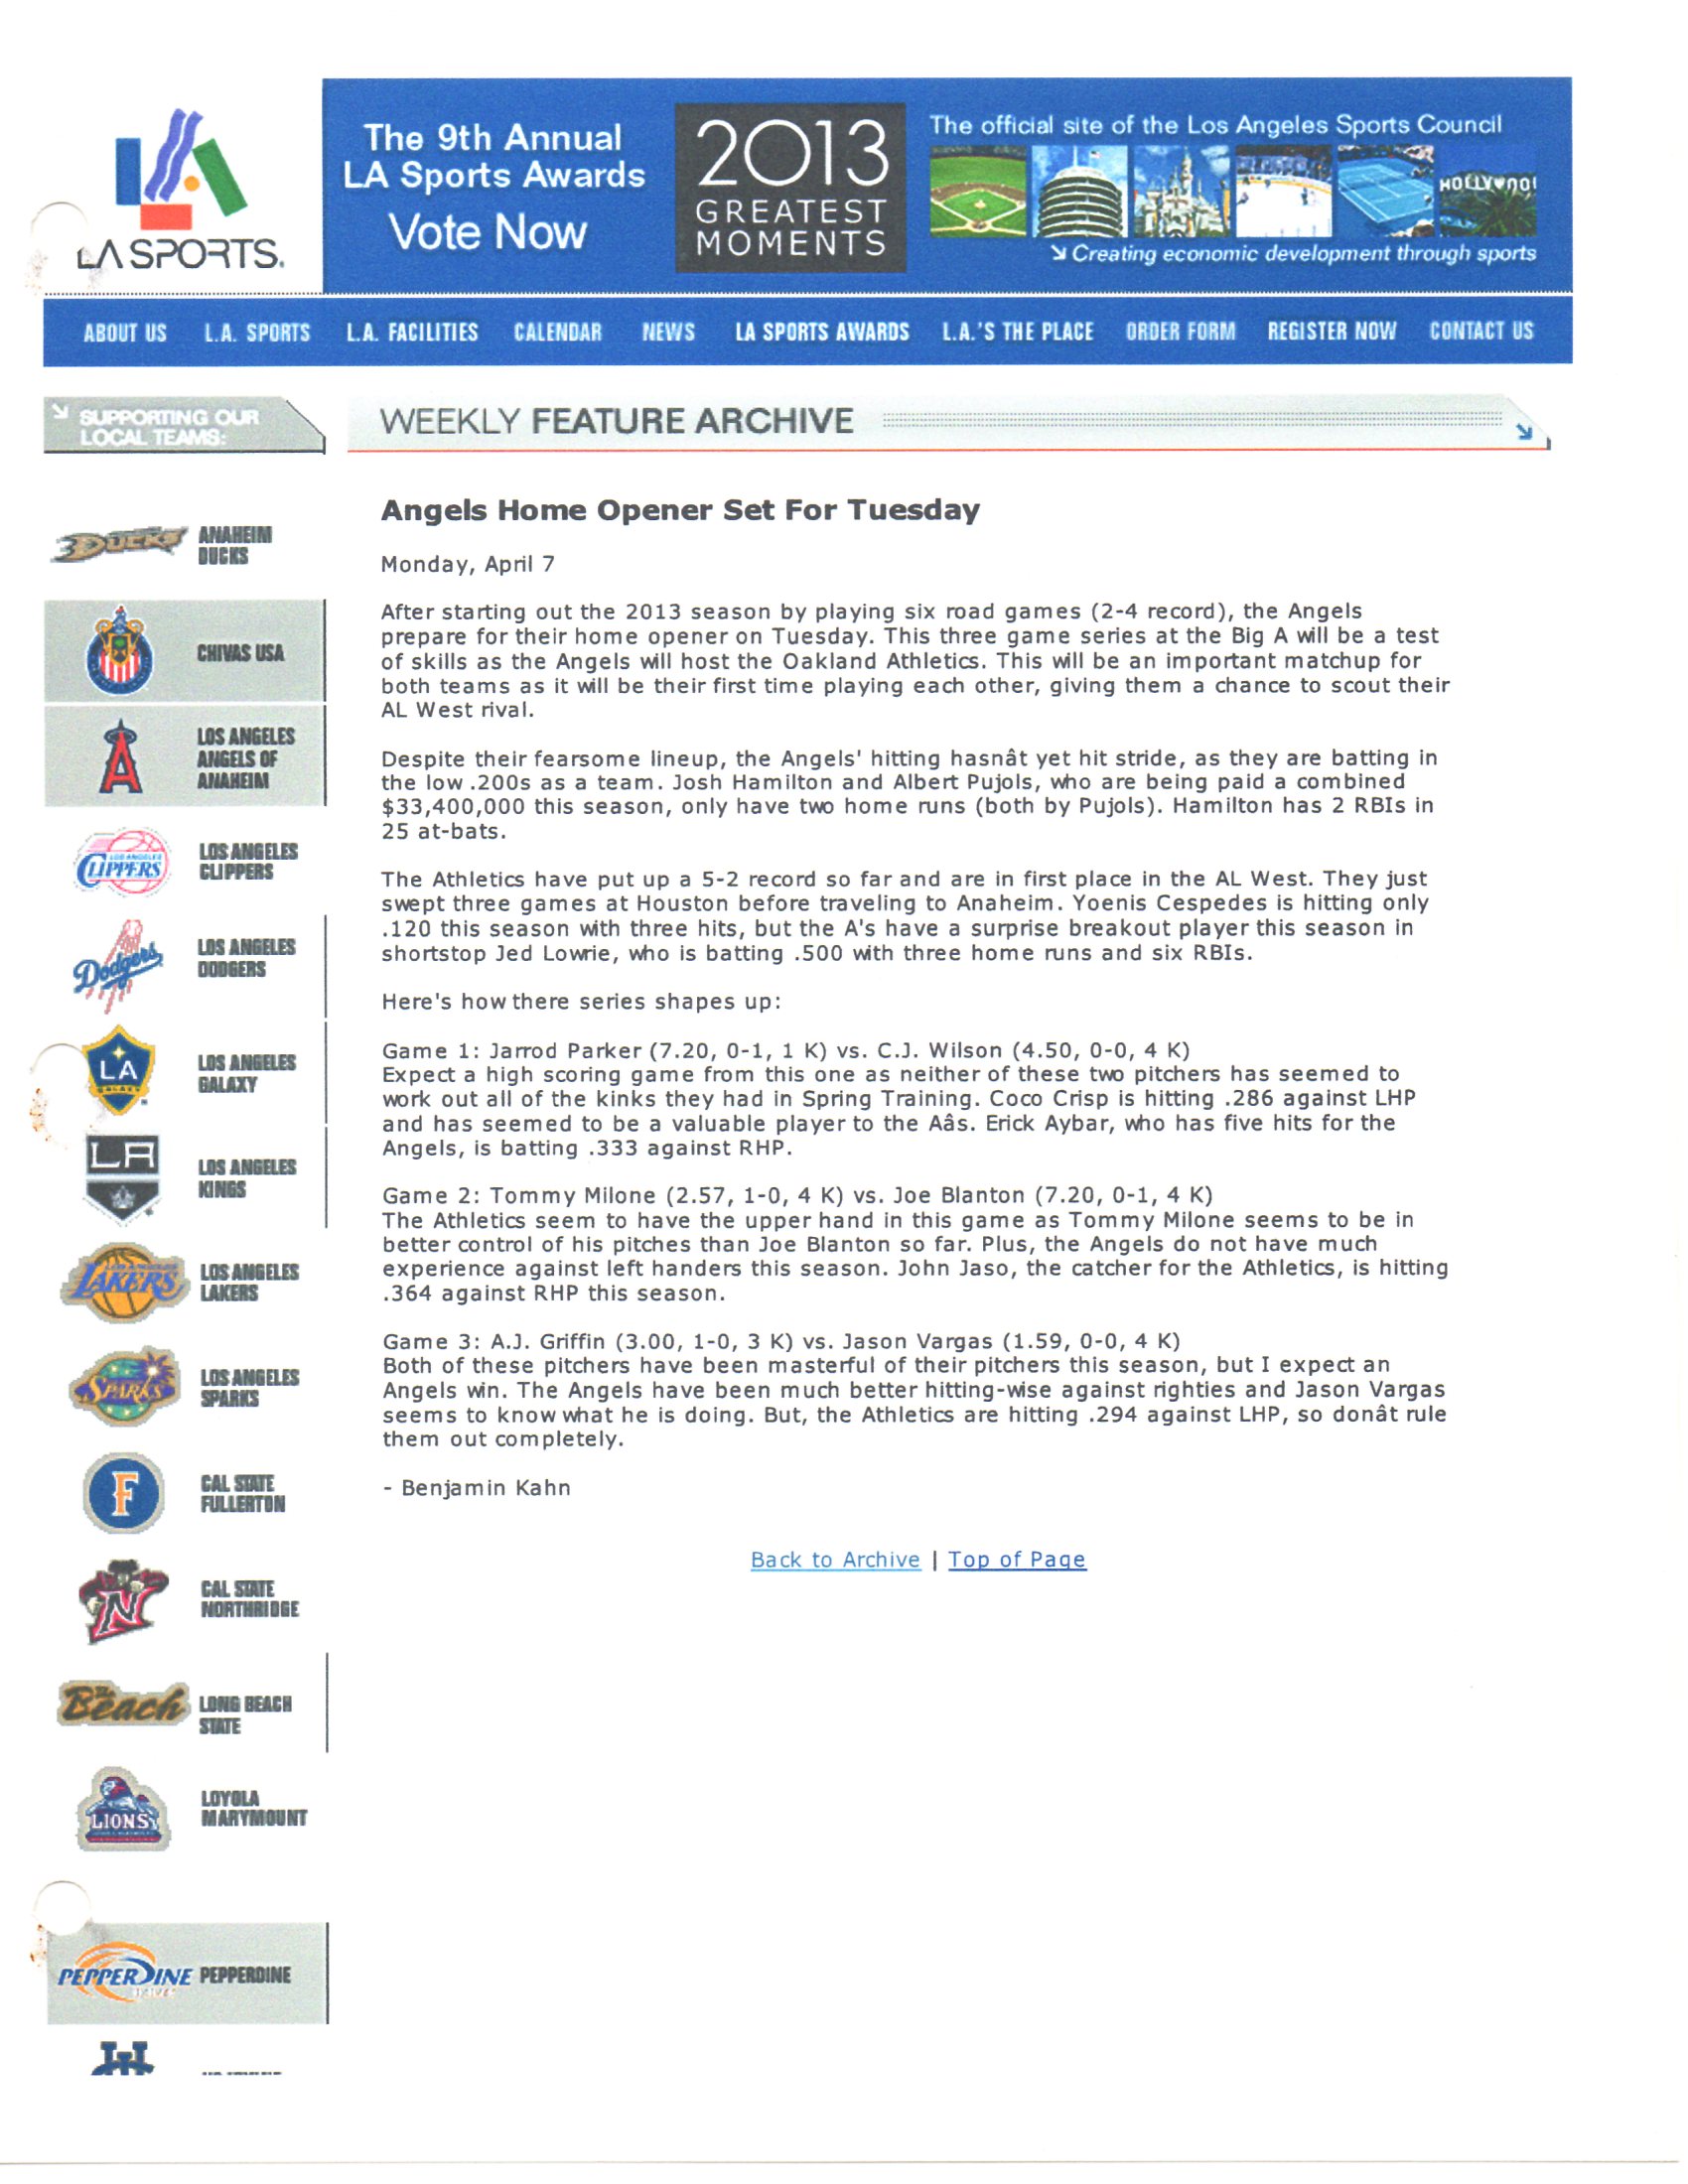 LA SPORTS.
The 9th Annual
LA Sports Awards
Vote Now
2013
GREATEST
MOMENTS
The official site of the Los Angeles Sports Council
HOLLYWOO
Creating economic development through sports
ABOUT US L.A. SPORTS L.A. FACILITIES CALENDAR NEWS LA SPORTS AWARDS L.A.'S THE PLACE ORDER FORM REGISTER NOW CONTACT US
SUPPORTING OUR
LOCAL TEAMS:
DUCKS ANAHEIM
DUCKS
CHIVAS USA
A LOS ANGELES
ANGELS OF
ANAHEIM
LOS ANGELES
CLIPPERS LOS ANGELES
CLIPPERS
Dodgers LOS ANGELES
DODGERS
LA GALAXY LOS ANGELES
GALAXY
LA LOS ANGELES
KINGS
LOS ANGELES
LAKERS LOS ANGELES
LAKERS
SPARKS LOS ANGELES
SPARKS
F CAL STATE
FULLERTON
N CAL STATE
NORTHRIDGE
Beach LONG BEACH
STATE
LIONS LOYOLA
MARYMOUNT
PEPPERDINE PEPPERDINE
WEEKLY FEATURE ARCHIVE
Angels Home Opener Set For Tuesday
Monday, April 7
After starting out the 2013 season by playing six road games (2-4 record), the Angels
prepare for their home opener on Tuesday. This three game series at the Big A will be a test
of skills as the Angels will host the Oakland Athletics. This will be an important matchup for
both teams as it will be their first time playing each other, giving them a chance to scout their
AL West rival.
Despite their fearsome lineup, the Angels' hitting hasnât yet hit stride, as they are batting in
the low .200s as a team. Josh Hamilton and Albert Pujols, who are being paid a combined
$33,400,000 this season, only have two home runs (both by Pujols). Hamilton has 2 RBIs in
25 at-bats.
The Athletics have put up a 5-2 record so far and are in first place in the AL West. They just
swept three games at Houston before traveling to Anaheim. Yoenis Cespedes is hitting only
.120 this season with three hits, but the A's have a surprise breakout player this season in
shortstop Jed Lowrie, who is batting .500 with three home runs and six RBIs.
Here's how there series shapes up:
Game 1: Jarrod Parker (7.20, 0-1, 1 K) vs. C.J. Wilson (4.50, 0-0, 4 K)
Expect a high scoring game from this one as neither of these two pitchers has seemed to
work out all of the kinks they had in Spring Training. Coco Crisp is hitting .286 against LHP
and has seemed to be a valuable player to the Aâs. Erick Aybar, who has five hits for the
Angels, is batting .333 against RHP.
Game 2: Tommy Milone (2.57, 1-0, 4 K) vs. Joe Blanton (7.20, 0-1, 4 K)
The Athletics seem to have the upper hand in this game as Tommy Milone seems to be in
better control of his pitches than Joe Blanton so far. Plus, the Angels do not have much
experience against left handers this season. John Jaso, the catcher for the Athletics, is hitting
.364 against RHP this season.
Game 3: A.J. Griffin (3.00, 1-0, 3 K) vs. Jason Vargas (1.59, 0-0, 4 K)
Both of these pitchers have been masterful of their pitchers this season, but I expect an
Angels win. The Angels have been much better hitting-wise against righties and Jason Vargas
seems to know what he is doing. But, the Athletics are hitting .294 against LHP, so donât rule
them out completely.
- Benjamin Kahn
Back to Archive | Top of Page